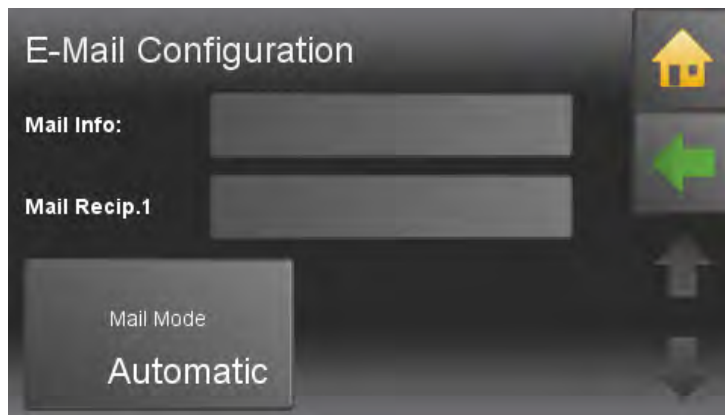 E-Mail Configuration
Mail Info:
Mail Recip.1
Mail Mode
Automatic